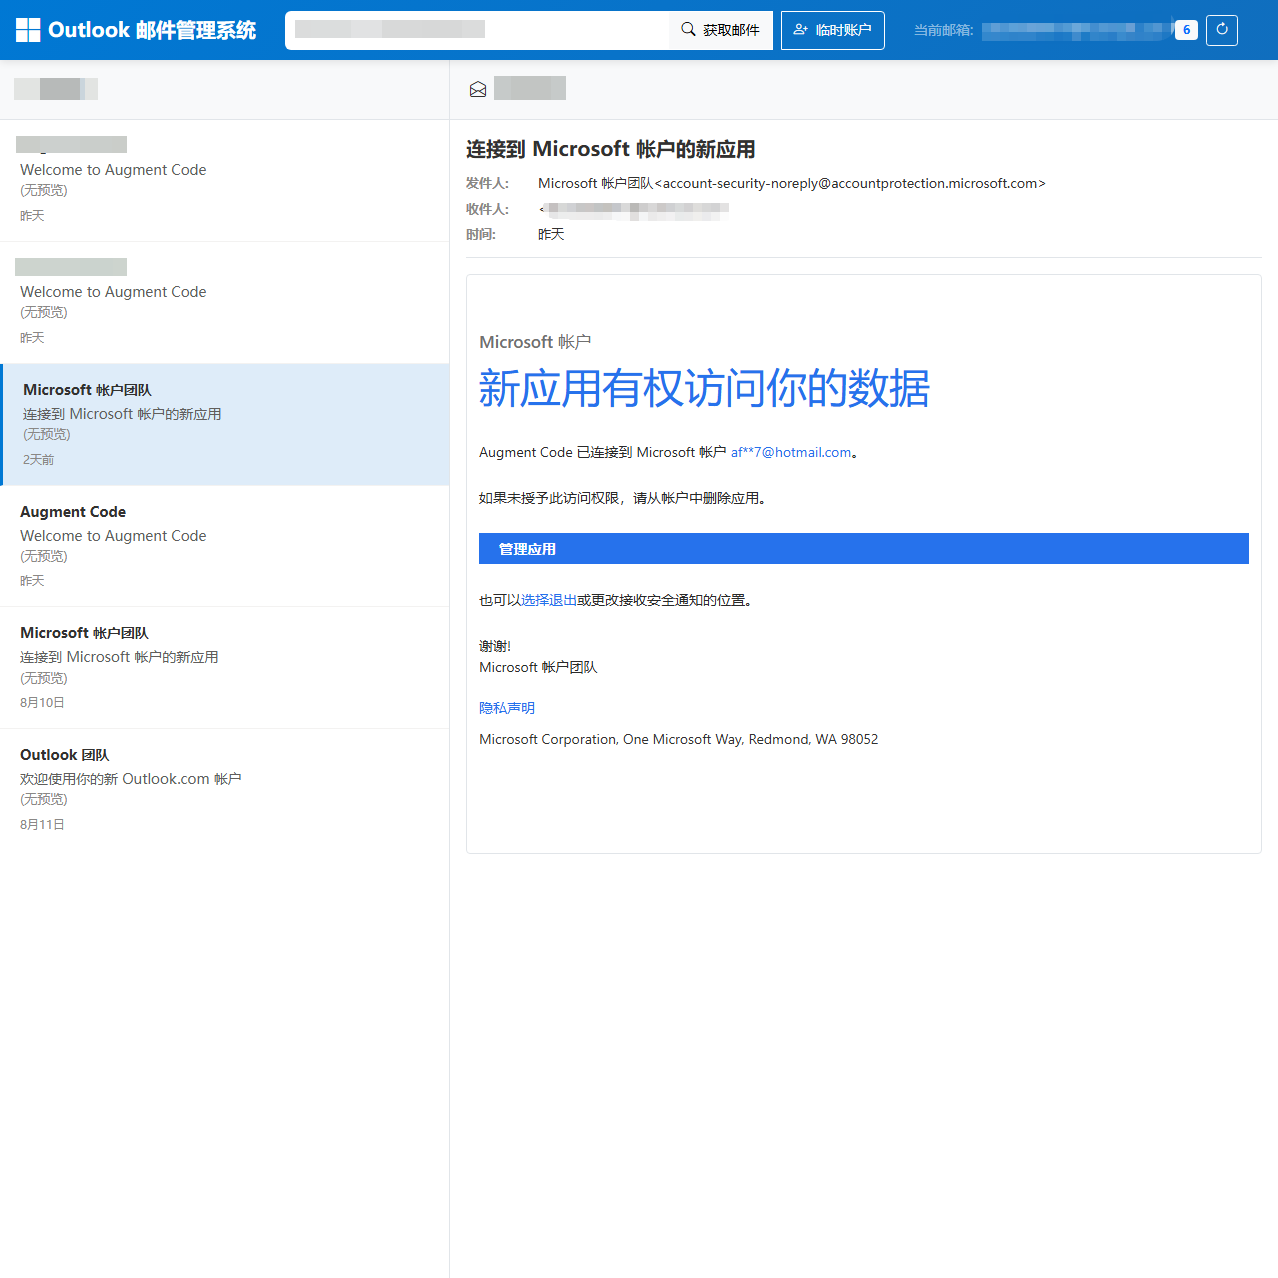 Outlook 邮件管理系统
获取邮件
临时账户
当前邮箱:
6
Welcome to Augment Code
(无预览)
昨天
Welcome to Augment Code
(无预览)
昨天
Microsoft 帐户团队
连接到 Microsoft 帐户的新应用
(无预览)
2天前
Augment Code
Welcome to Augment Code
(无预览)
昨天
Microsoft 帐户团队
连接到 Microsoft 帐户的新应用
(无预览)
8月10日
Outlook 团队
欢迎使用你的新 Outlook.com 帐户
(无预览)
8月11日
连接到 Microsoft 帐户的新应用
发件人: Microsoft 帐户团队<account-security-noreply@accountprotection.microsoft.com>
收件人: <
时间: 昨天
Microsoft 帐户
新应用有权访问你的数据
Augment Code 已连接到 Microsoft 帐户 af**7@hotmail.com。
如果未授予此访问权限，请从帐户中删除应用。
管理应用
也可以选择退出或更改接收安全通知的位置。
谢谢!
Microsoft 帐户团队
隐私声明
Microsoft Corporation, One Microsoft Way, Redmond, WA 98052